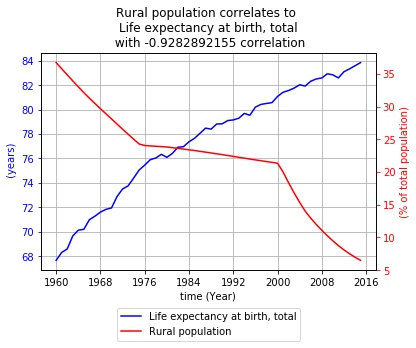 Rural population correlates to
Life expectancy at birth, total
with -0.9282892155 correlation
84
82
80
78
76
74
72
70
68
(years)
35
30
25
20
15
10
5
(% of total population)
1960 1968 1976 1984 1992 2000 2008 2016
time (Year)
Life expectancy at birth, total
Rural population